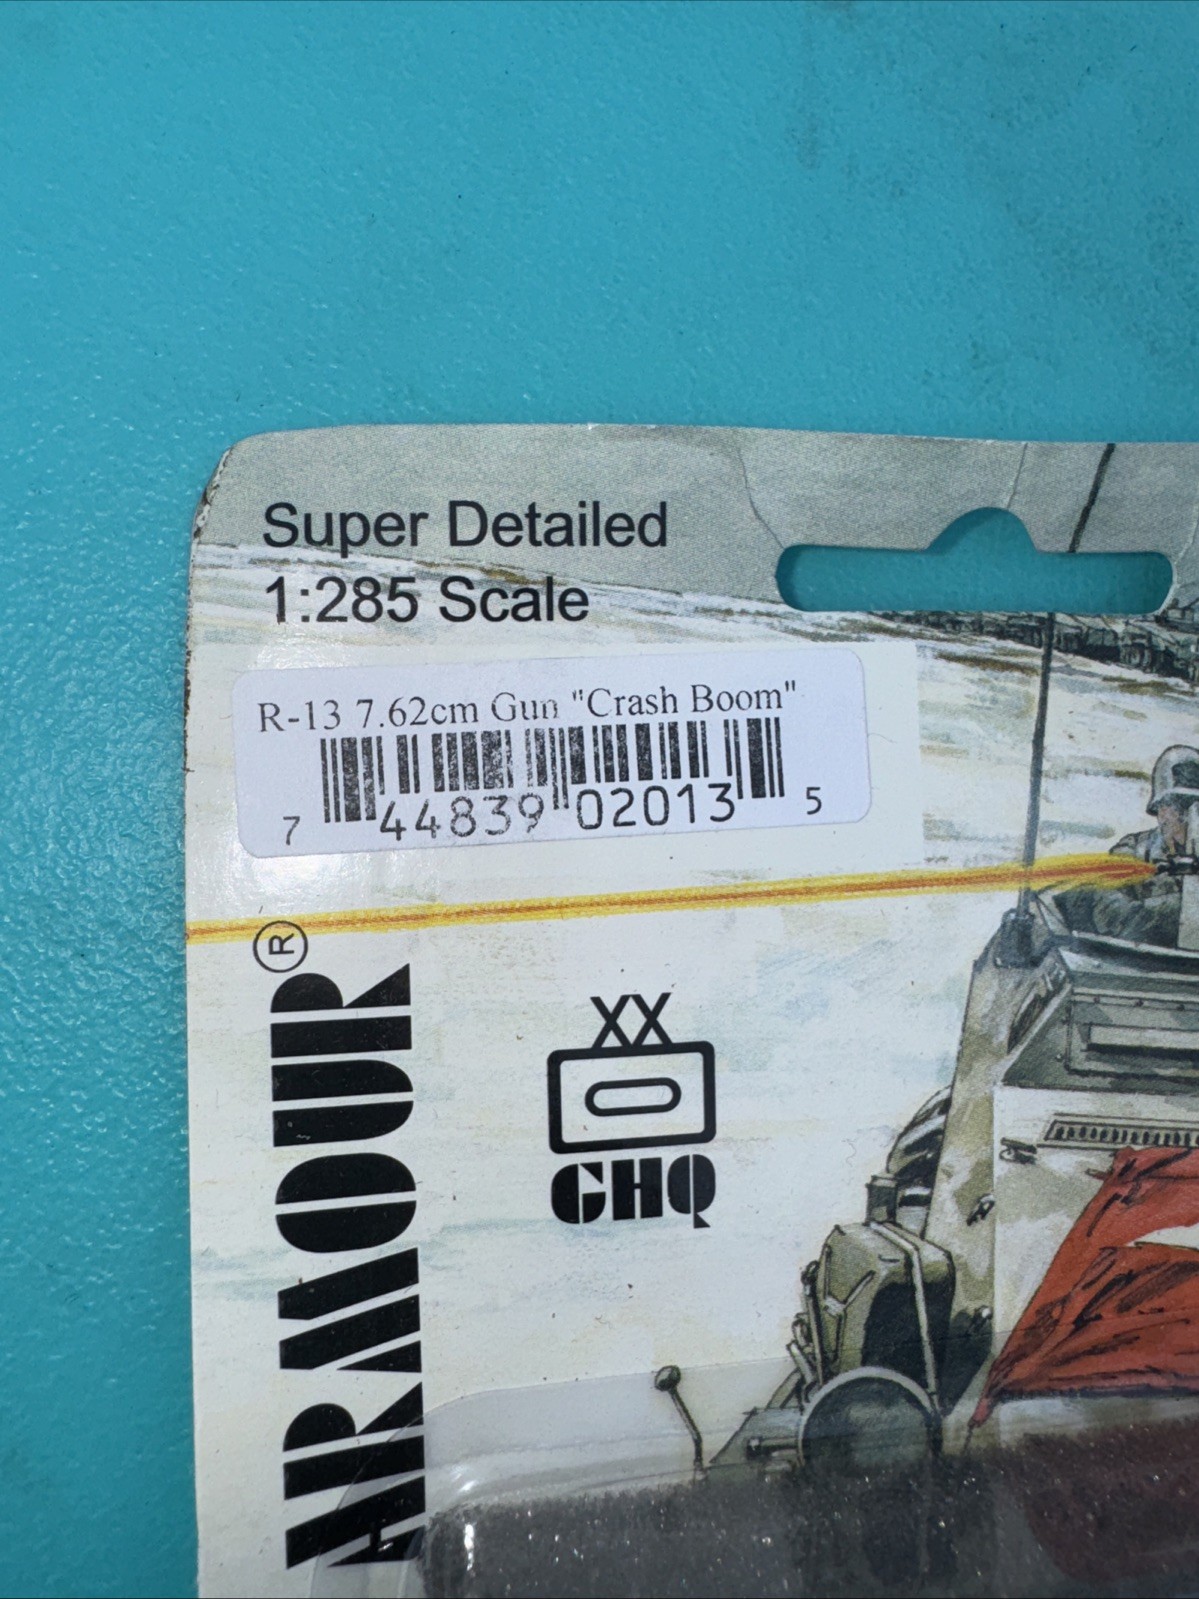 Super Detailed
1:285 Scale
R-13 7.62cm Gun "Crash Boom"
7 44839 02013 5
ARMOUR®
XX
GHQ